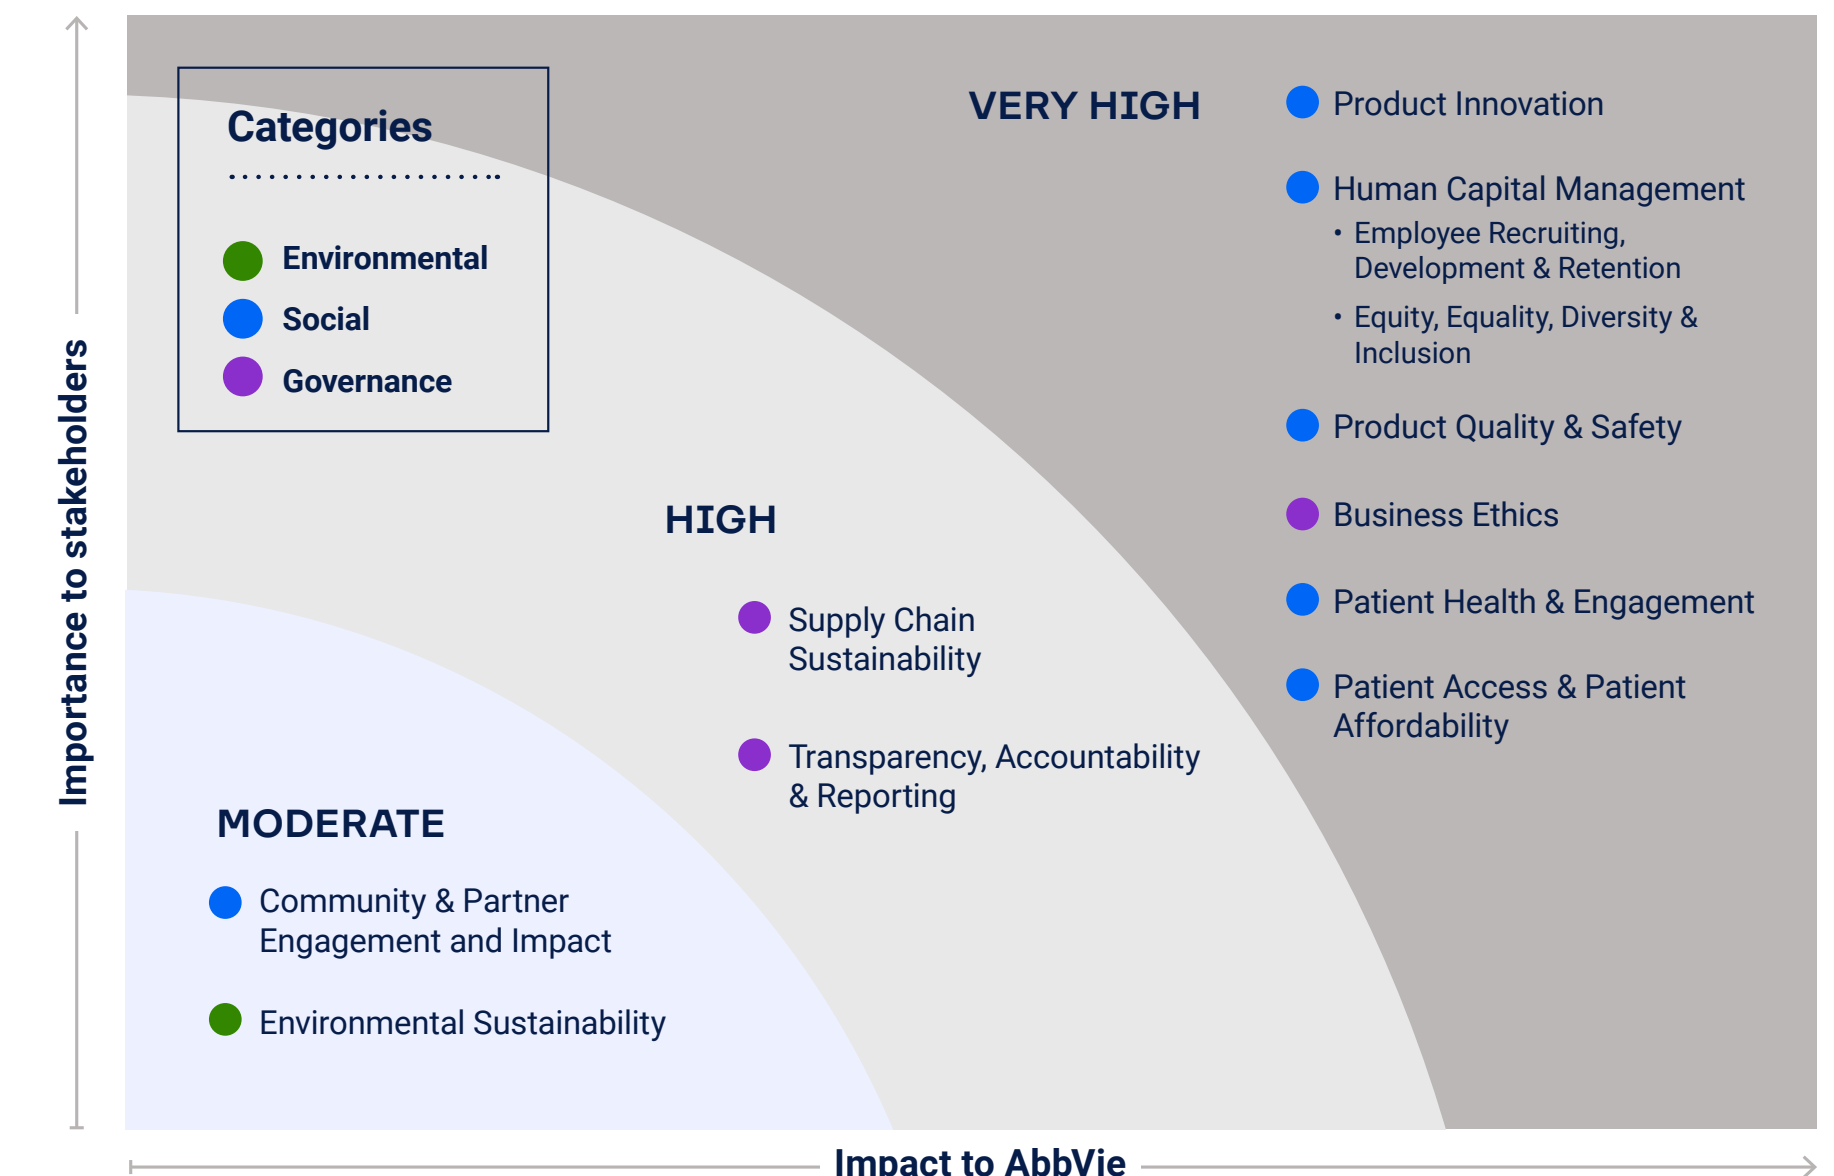 Importance to stakeholders
Categories
Environmental
Social
Governance
VERY HIGH
Product Innovation
Human Capital Management
• Employee Recruiting,
Development & Retention
• Equity, Equality, Diversity &
Inclusion
Product Quality & Safety
Business Ethics
Patient Health & Engagement
Patient Access & Patient
Affordability
HIGH
Supply Chain
Sustainability
Transparency, Accountability
& Reporting
MODERATE
Community & Partner
Engagement and Impact
Environmental Sustainability
Impact to AbbVie